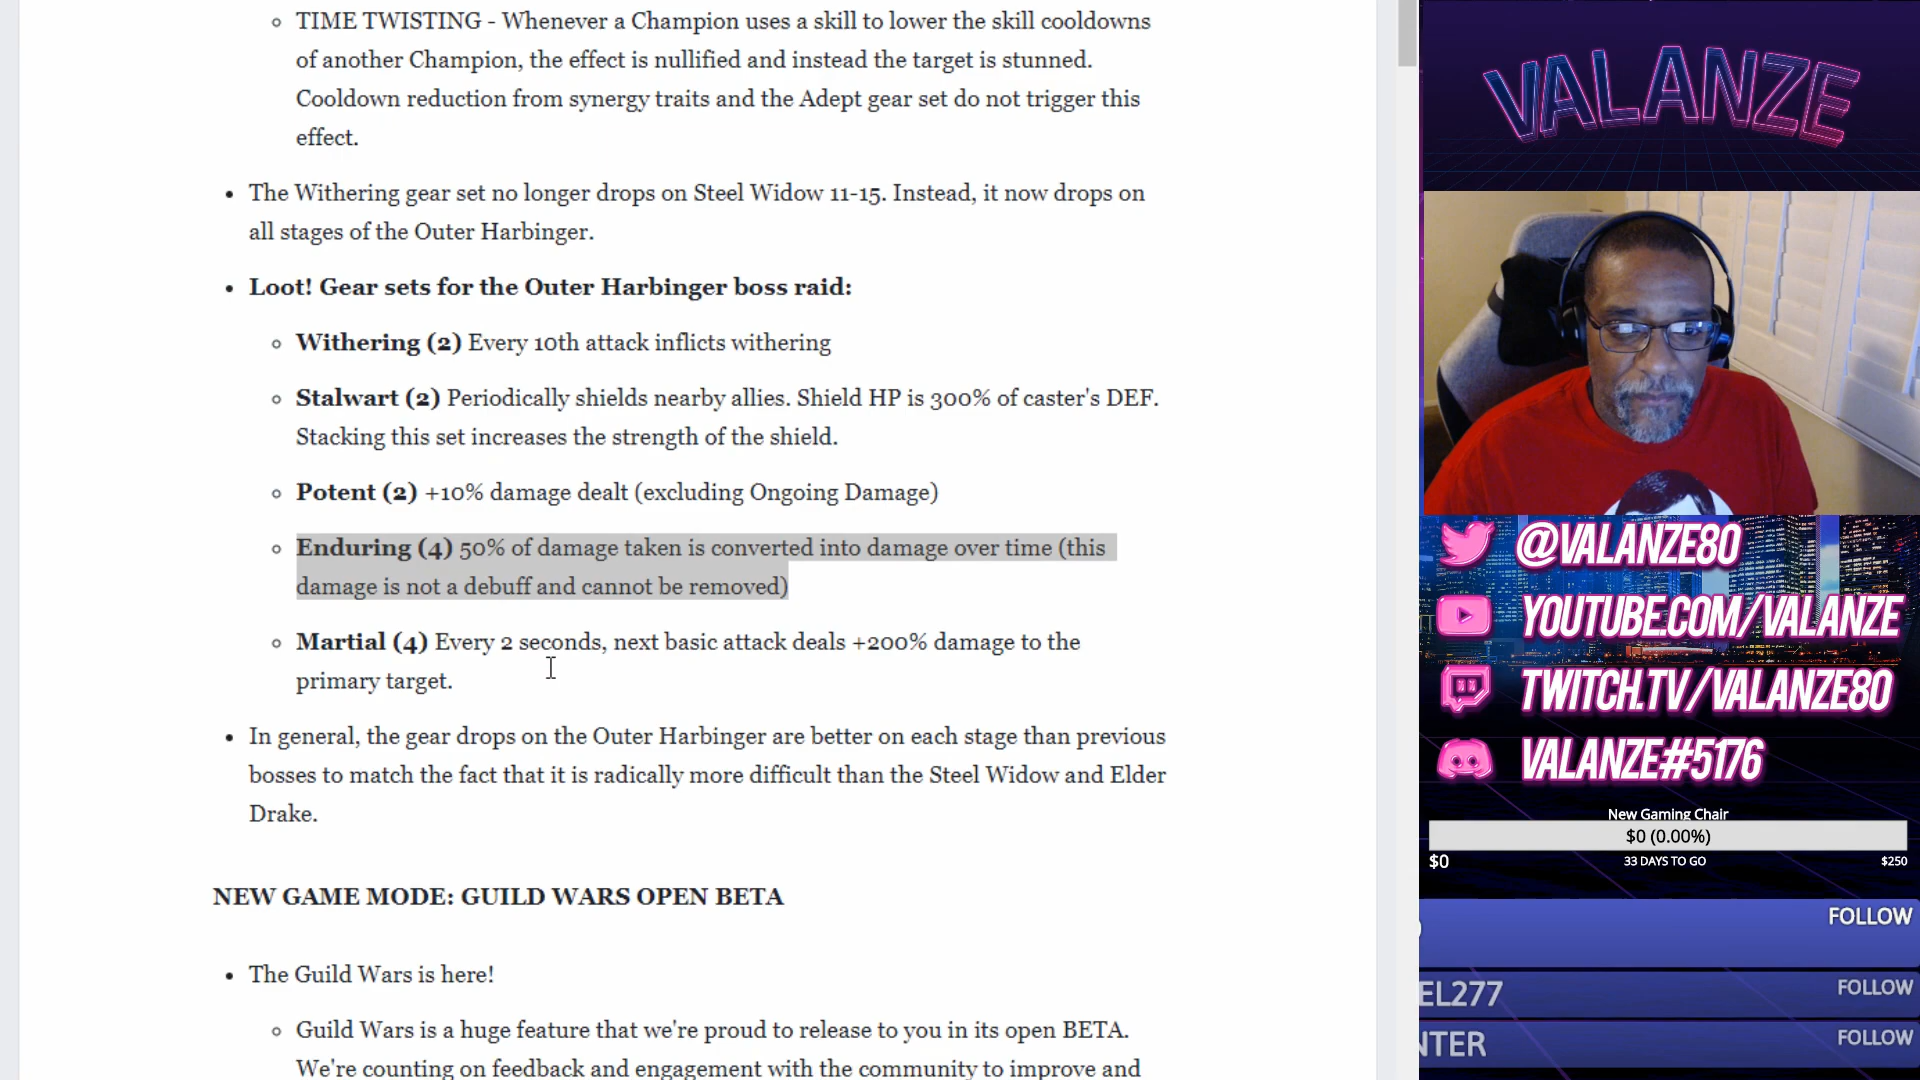 TIME TWISTING - Whenever a Champion uses a skill to lower the skill cooldowns
of another Champion, the effect is nullified and instead the target is stunned.
Cooldown reduction from synergy traits and the Adept gear set do not trigger this
effect.
The Withering gear set no longer drops on Steel Widow 11-15. Instead, it now drops on
all stages of the Outer Harbinger.
Loot! Gear sets for the Outer Harbinger boss raid:
Withering (2) Every 10th attack inflicts withering
Stalwart (2) Periodically shields nearby allies. Shield HP is 300% of caster's DEF.
Stacking this set increases the strength of the shield.
Potent (2) +10% damage dealt (excluding Ongoing Damage)
Enduring (4) 50% of damage taken is converted into damage over time (this
damage is not a debuff and cannot be removed)
Martial (4) Every 2 seconds, next basic attack deals +200% damage to the
primary target.
In general, the gear drops on the Outer Harbinger are better on each stage than previous
bosses to match the fact that it is radically more difficult than the Steel Widow and Elder
Drake.
NEW GAME MODE: GUILD WARS OPEN BETA
The Guild Wars is here!
Guild Wars is a huge feature that we're proud to release to you in its open BETA.
We're counting on feedback and engagement with the community to improve and
VALANZE
@VALANZE80
YOUTUBE.COM/VALANZE
TWITCH.TV/VALANZE80
VALANZE#5176
New Gaming Chair
$0 (0.00%)
$0 33 DAYS TO GO $250
FOLLOW
EL277 FOLLOW
NTER FOLLOW